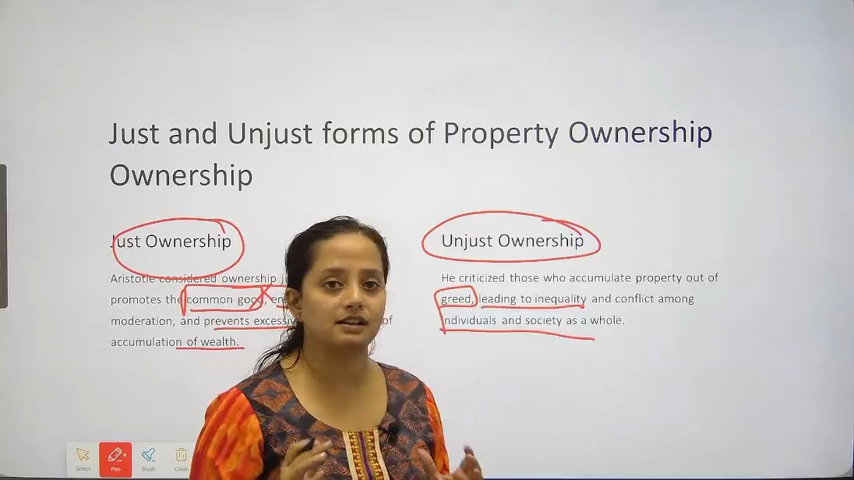 Just and Unjust forms of Property Ownership
Ownership
Just Ownership
Aristotle considered ownership
promotes the common good,
moderation, and prevents
of
accumulation of wealth.
Unjust Ownership
He criticized those who accumulate property out of
greed, leading to inequality and conflict among
individuals and society as a whole.
Select
Pen
Brush